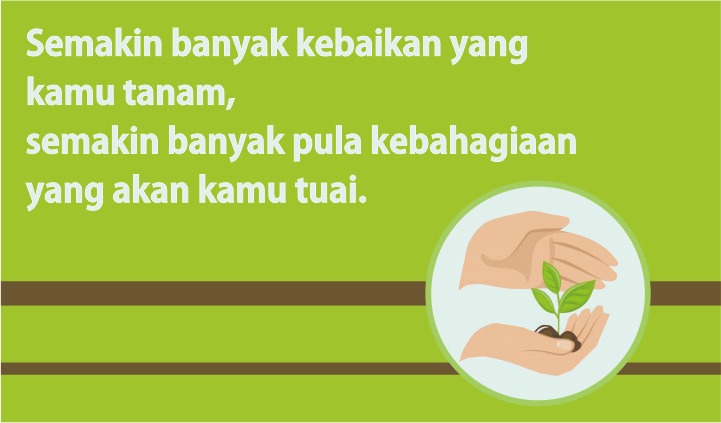 Semakin banyak kebaikan yang
kamu tanam,
semakin banyak pula kebahagiaan
yang akan kamu tuai.